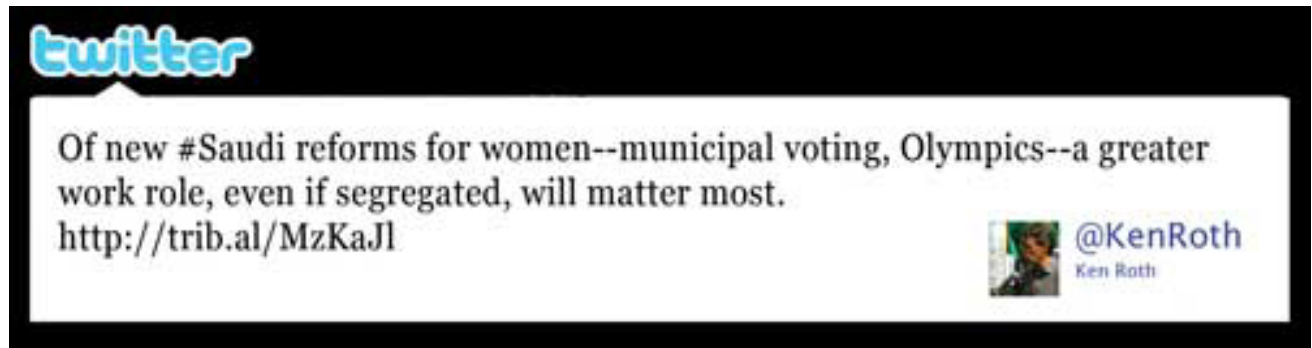 twitter
Of new #Saudi reforms for women--municipal voting, Olympics--a greater
work role, even if segregated, will matter most.
http://trib.al/MzKaJl
@KenRoth
Ken Roth